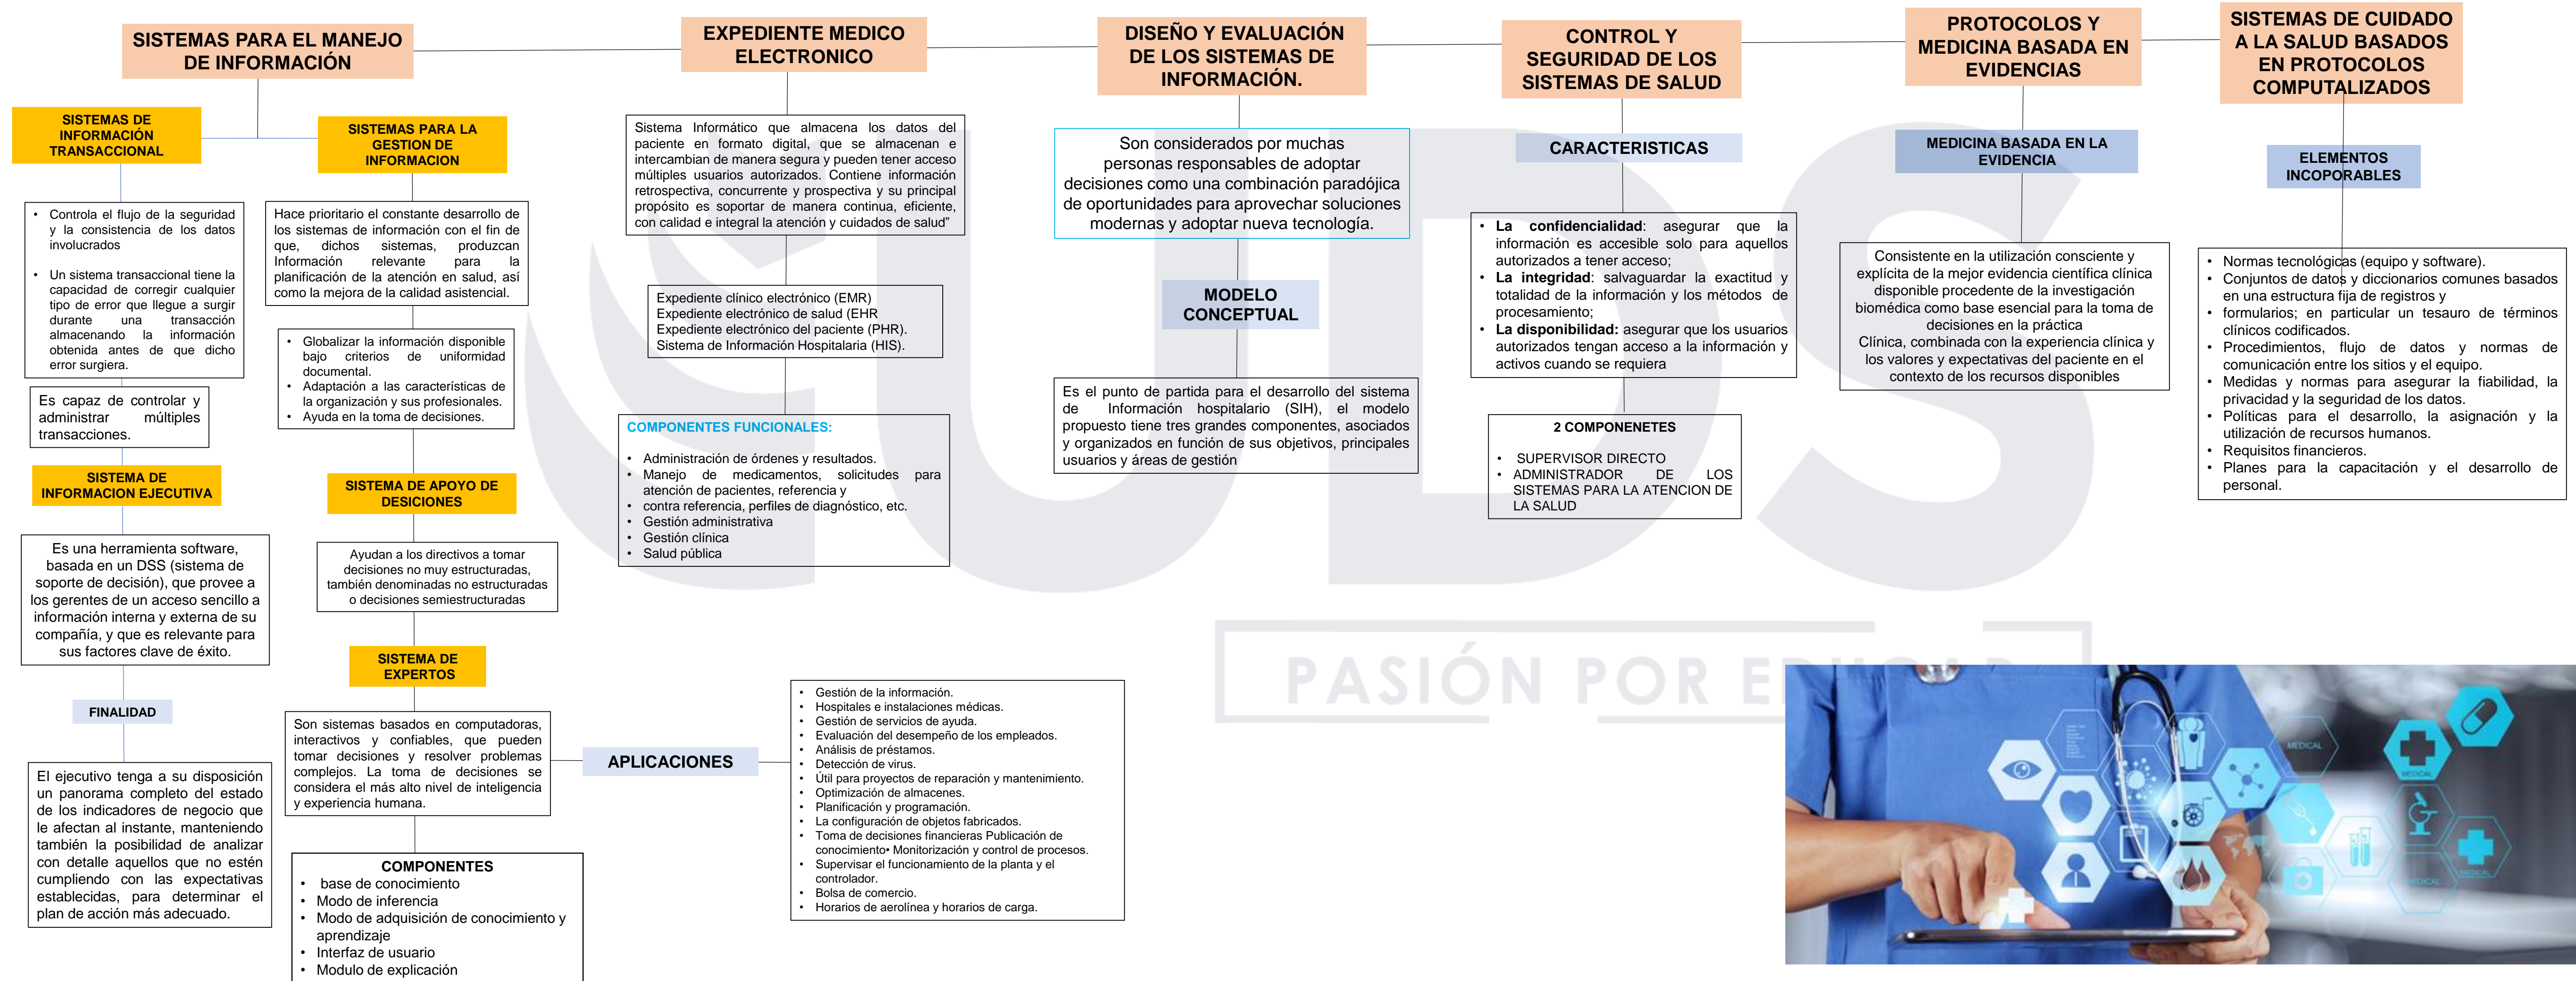 SISTEMAS PARA EL MANEJO
DE INFORMACIÓN
SISTEMAS DE
INFORMACIÓN
TRANSACCIONAL
• Controla el flujo de la seguridad
y la consistencia de los datos
involucrados
• Un sistema transaccional tiene la
capacidad de corregir cualquier
tipo de error que llegue a surgir
durante una transacción
almacenando la información
obtenida antes de que dicho
error surgiera.
Es capaz de controlar y
administrar múltiples
transacciones.
SISTEMA DE
INFORMACION EJECUTIVA
Es una herramienta software,
basada en un DSS (sistema de
soporte de decisión), que provee a
los gerentes de un acceso sencillo a
información interna y externa de su
compañía, y que es relevante para
sus factores clave de éxito.
FINALIDAD
El ejecutivo tenga a su disposición
un panorama completo del estado
de los indicadores de negocio que
le afectan al instante, manteniendo
también la posibilidad de analizar
con detalle aquellos que no estén
cumpliendo con las expectativas
establecidas, para determinar el
plan de acción más adecuado.
SISTEMAS PARA LA
GESTION DE
INFORMACION
Hace prioritario el constante desarrollo de
los sistemas de información con el fin de
que, dichos sistemas, produzcan
Información relevante para la
planificación de la atención en salud, así
como la mejora de la calidad asistencial.
• Globalizar la información disponible
bajo criterios de uniformidad
documental.
• Adaptación a las características de
la organización y sus profesionales.
• Ayuda en la toma de decisiones.
SISTEMA DE APOYO DE
DESICIONES
Ayudan a los directivos a tomar
decisiones no muy estructuradas,
también denominadas no estructuradas
o decisiones semiestructuradas
SISTEMA DE
EXPERTOS
Son sistemas basados en computadoras,
interactivos y confiables, que pueden
tomar decisiones y resolver problemas
complejos. La toma de decisiones se
considera el más alto nivel de inteligencia
y experiencia humana.
COMPONENTES
• base de conocimiento
• Modo de inferencia
• Modo de adquisición de conocimiento y
aprendizaje
• Interfaz de usuario
• Modulo de explicación
APLICACIONES
• Gestión de la información.
• Hospitales e instalaciones médicas.
• Gestión de servicios de ayuda.
• Evaluación del desempeño de los empleados.
• Análisis de préstamos.
• Detección de virus.
• Útil para proyectos de reparación y mantenimiento.
• Optimización de almacenes.
• Planificación y programación.
• La configuración de objetos fabricados.
• Toma de decisiones financieras Publicación de
conocimiento• Monitorización y control de procesos.
• Supervisar el funcionamiento de la planta y el
controlador.
• Bolsa de comercio.
• Horarios de aerolínea y horarios de carga.
EXPEDIENTE MEDICO
ELECTRONICO
Sistema Informático que almacena los datos del
paciente en formato digital, que se almacenan e
intercambian de manera segura y pueden tener acceso
múltiples usuarios autorizados. Contiene información
retrospectiva, concurrente y prospectiva y su principal
propósito es soportar de manera continua, eficiente,
con calidad e integral la atención y cuidados de salud”
Expediente clínico electrónico (EMR)
Expediente electrónico de salud (EHR
Expediente electrónico del paciente (PHR).
Sistema de Información Hospitalaria (HIS).
COMPONENTES FUNCIONALES:
• Administración de órdenes y resultados.
• Manejo de medicamentos, solicitudes para
atención de pacientes, referencia y
• contra referencia, perfiles de diagnóstico, etc.
• Gestión administrativa
• Gestión clínica
• Salud pública
DISEÑO Y EVALUACIÓN
DE LOS SISTEMAS DE
INFORMACIÓN.
Son considerados por muchas
personas responsables de adoptar
decisiones como una combinación paradójica
de oportunidades para aprovechar soluciones
modernas y adoptar nueva tecnología.
MODELO
CONCEPTUAL
Es el punto de partida para el desarrollo del sistema
de Información hospitalario (SIH), el modelo
propuesto tiene tres grandes componentes, asociados
y organizados en función de sus objetivos, principales
usuarios y áreas de gestión
CONTROL Y
SEGURIDAD DE LOS
SISTEMAS DE SALUD
CARACTERISTICAS
• La confidencialidad: asegurar que la
información es accesible solo para aquellos
autorizados a tener acceso;
• La integridad: salvaguardar la exactitud y
totalidad de la información y los métodos de
procesamiento;
• La disponibilidad: asegurar que los usuarios
autorizados tengan acceso a la información y
activos cuando se requiera
2 COMPONENETES
• SUPERVISOR DIRECTO
• ADMINISTRADOR DE LOS
SISTEMAS PARA LA ATENCION DE
LA SALUD
PROTOCOLOS Y
MEDICINA BASADA EN
EVIDENCIAS
MEDICINA BASADA EN LA
EVIDENCIA
Consistente en la utilización consciente y
explícita de la mejor evidencia científica clínica
disponible procedente de la investigación
biomédica como base esencial para la toma de
decisiones en la práctica
Clínica, combinada con la experiencia clínica y
los valores y expectativas del paciente en el
contexto de los recursos disponibles
SISTEMAS DE CUIDADO
A LA SALUD BASADOS
EN PROTOCOLOS
COMPUTALIZADOS
ELEMENTOS
INCOPORABLES
• Normas tecnológicas (equipo y software).
• Conjuntos de datos y diccionarios comunes basados
en una estructura fija de registros y
• formularios; en particular un tesauro de términos
clínicos codificados.
• Procedimientos, flujo de datos y normas de
comunicación entre los sitios y el equipo.
• Medidas y normas para asegurar la fiabilidad, la
privacidad y la seguridad de los datos.
• Políticas para el desarrollo, la asignación y la
utilización de recursos humanos.
• Requisitos financieros.
• Planes para la capacitación y el desarrollo de
personal.
UDS
PASIÓN POR EDUCAR
MEDICAL
MEDICAL
MEDICAL
MEDICAL
MEDICAL